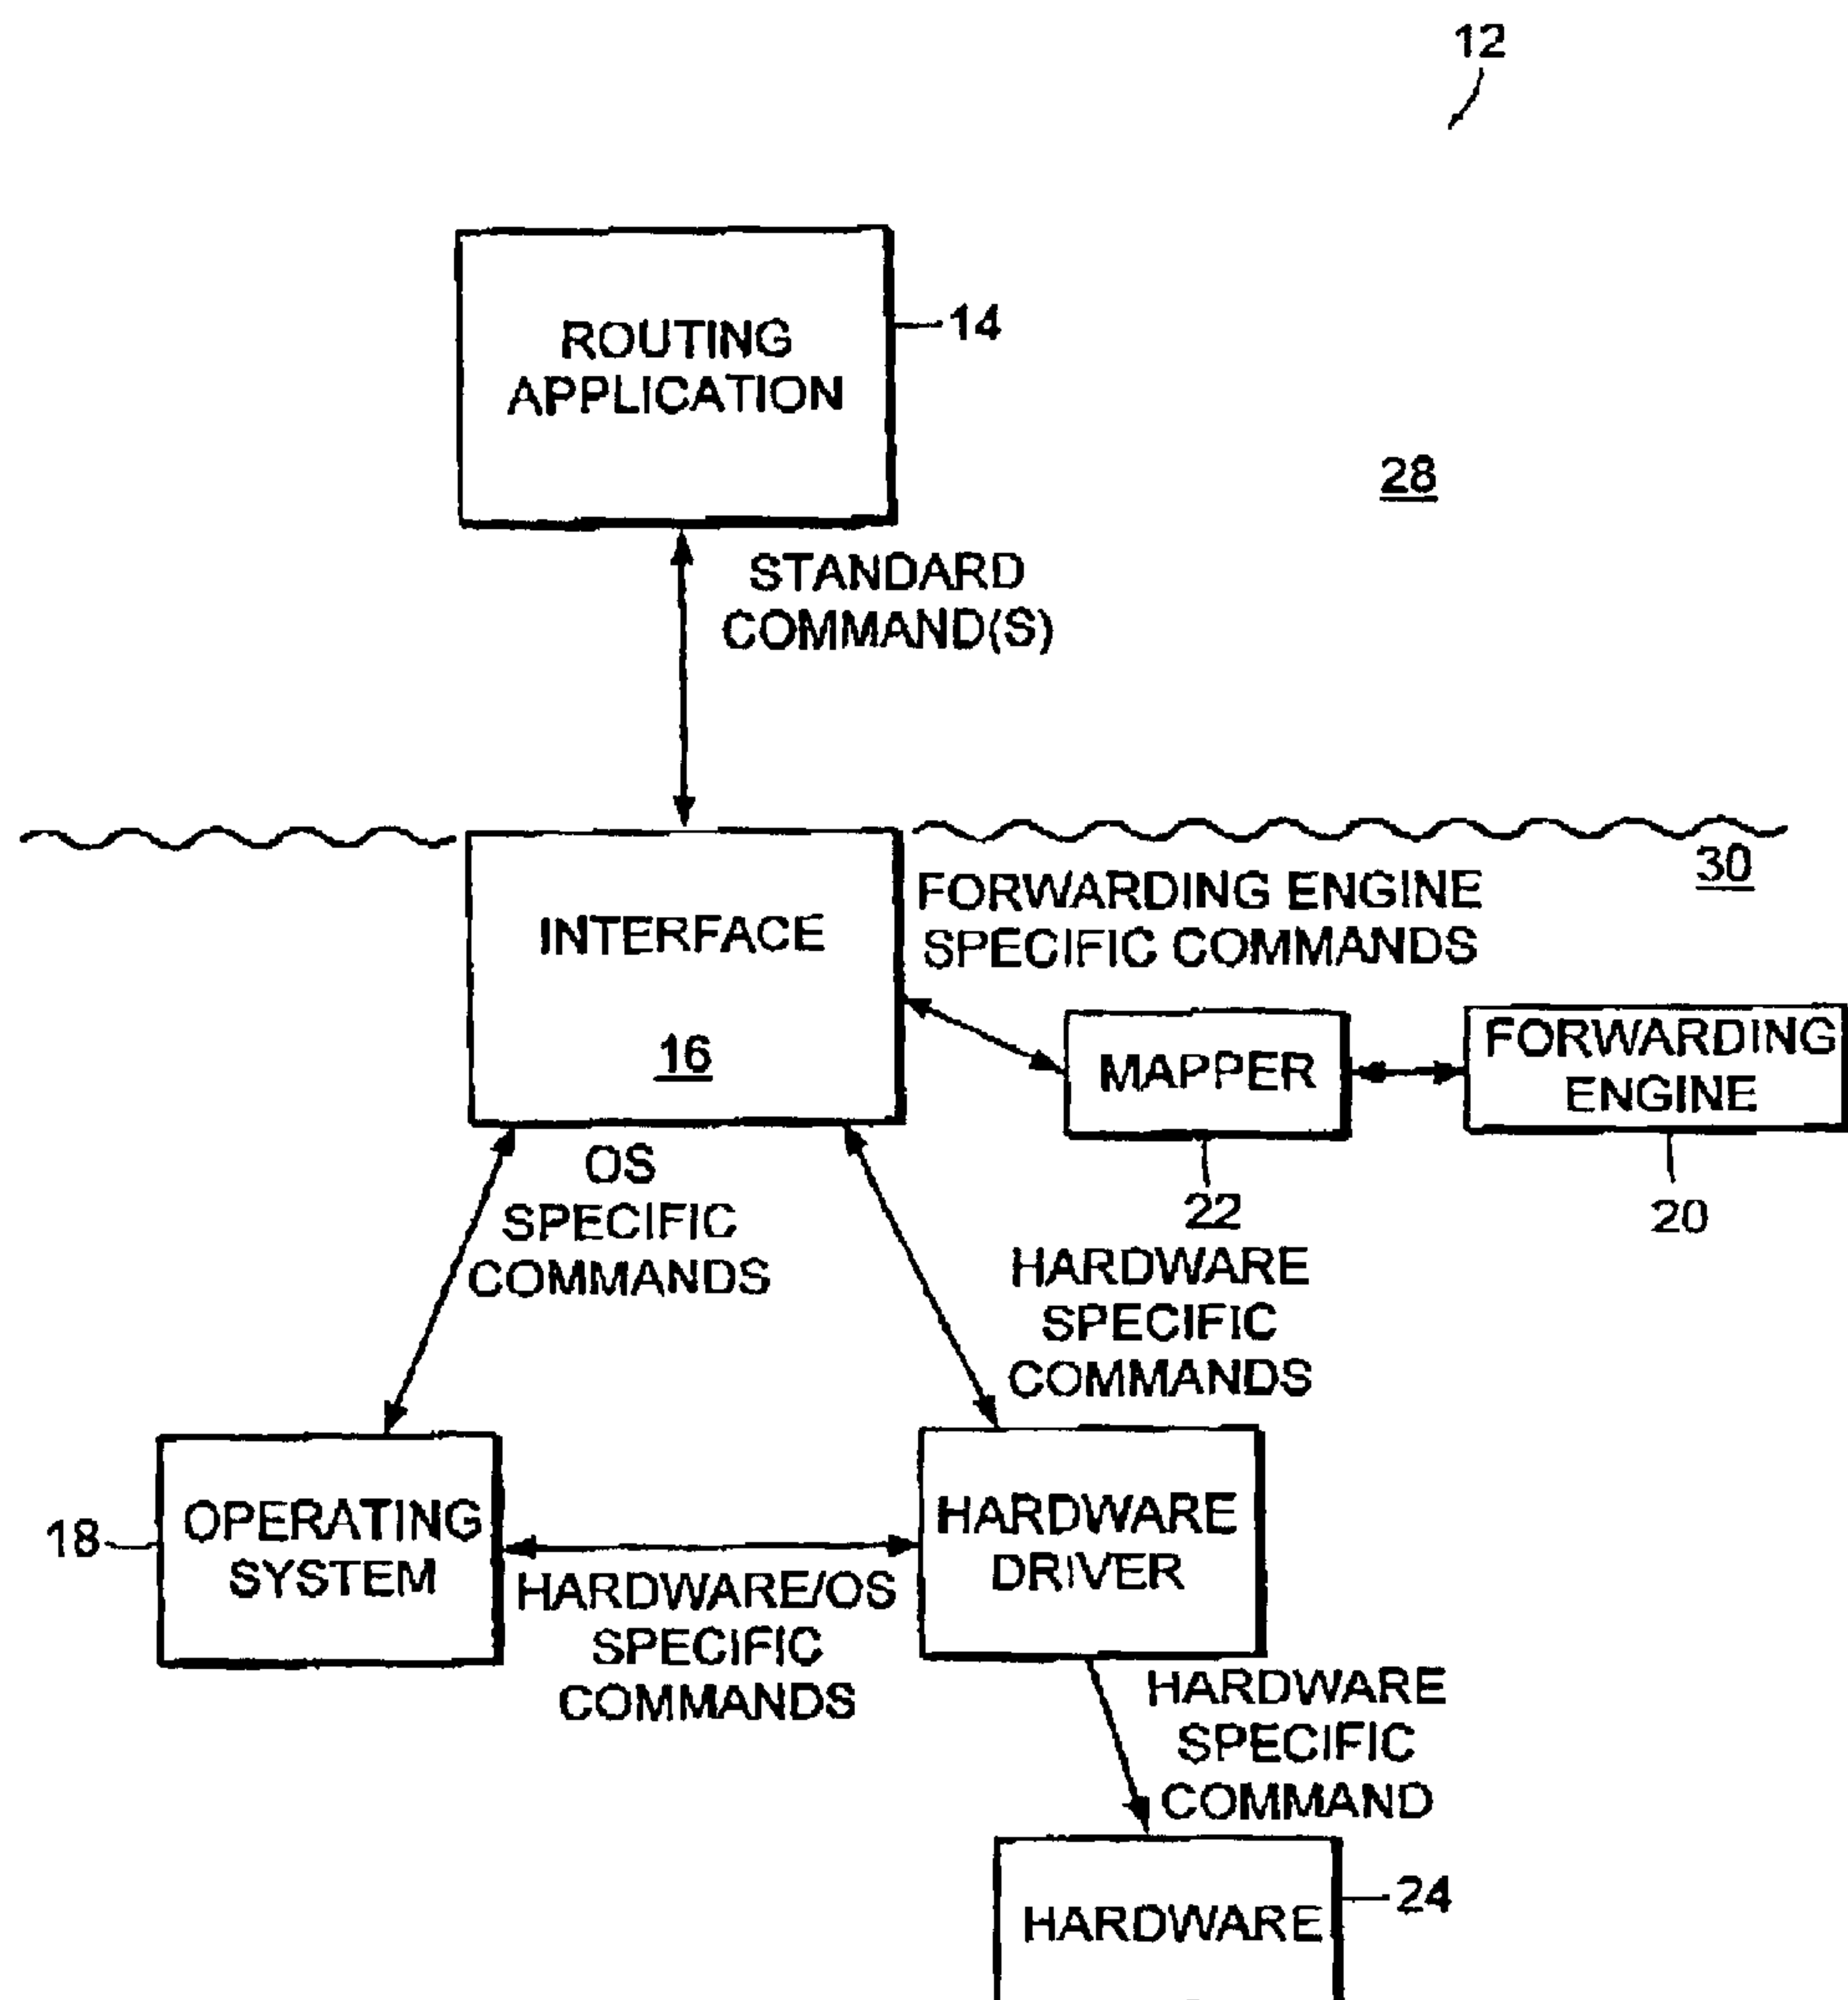 12
ROUTING
APPLICATION
14
28
STANDARD
COMMAND(S)
30
INTERFACE
16
FORWARDING ENGINE
SPECIFIC COMMANDS
MAPPER
22
FORWARDING
ENGINE
20
OS
SPECIFIC
COMMANDS
HARDWARE
SPECIFIC
COMMANDS
18
OPERATING
SYSTEM
HARDWARE/OS
SPECIFIC
COMMANDS
HARDWARE
DRIVER
HARDWARE
SPECIFIC
COMMAND
HARDWARE
24